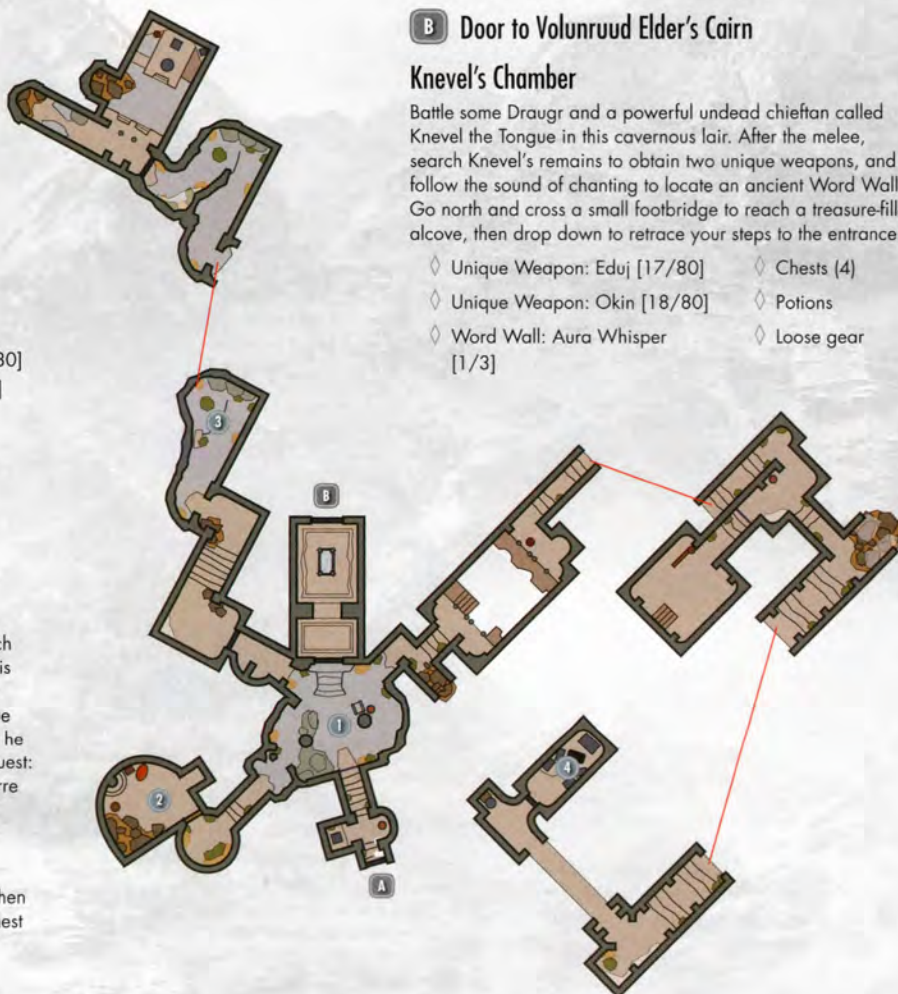 B Door to Volunruud Elder's Cairn
Knevel's Chamber
Battle some Draugr and a powerful undead chieftan called
Knevel the Tongue in this cavernous lair. After the melee,
search Knevel's remains to obtain two unique weapons, and
follow the sound of chanting to locate an ancient Word Wall
Go north and cross a small footbridge to reach a treasure-fill
alcove, then drop down to retrace your steps to the entrance
◊ Unique Weapon: Eduj [17/80]
◊ Unique Weapon: Okin [18/80]
◊ Word Wall: Aura Whisper
[1/3]
◊ Chests (4)
◊ Potions
◊ Loose gear
80]
]
ch
is
e
he
uest:
rre
hen
est
3
B
1
2
4
A